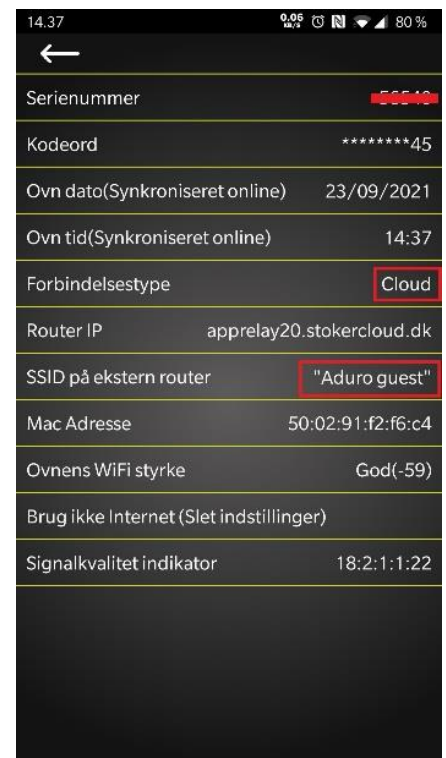 14.37 0.05 kB/s 80 %
Serienummer
Kodeord ********45
Ovn dato(Synkroniseret online) 23/09/2021
Ovn tid(Synkroniseret online) 14:37
Forbindelsestype Cloud
Router IP apprelay20.stokercloud.dk
SSID på ekstern router "Aduro guest"
Mac Adresse 50:02:91:f2:f6:c4
Ovnens WiFi styrke God(-59)
Brug ikke Internet (Slet indstillinger)
Signalkvalitet indikator 18:2:1:1:22